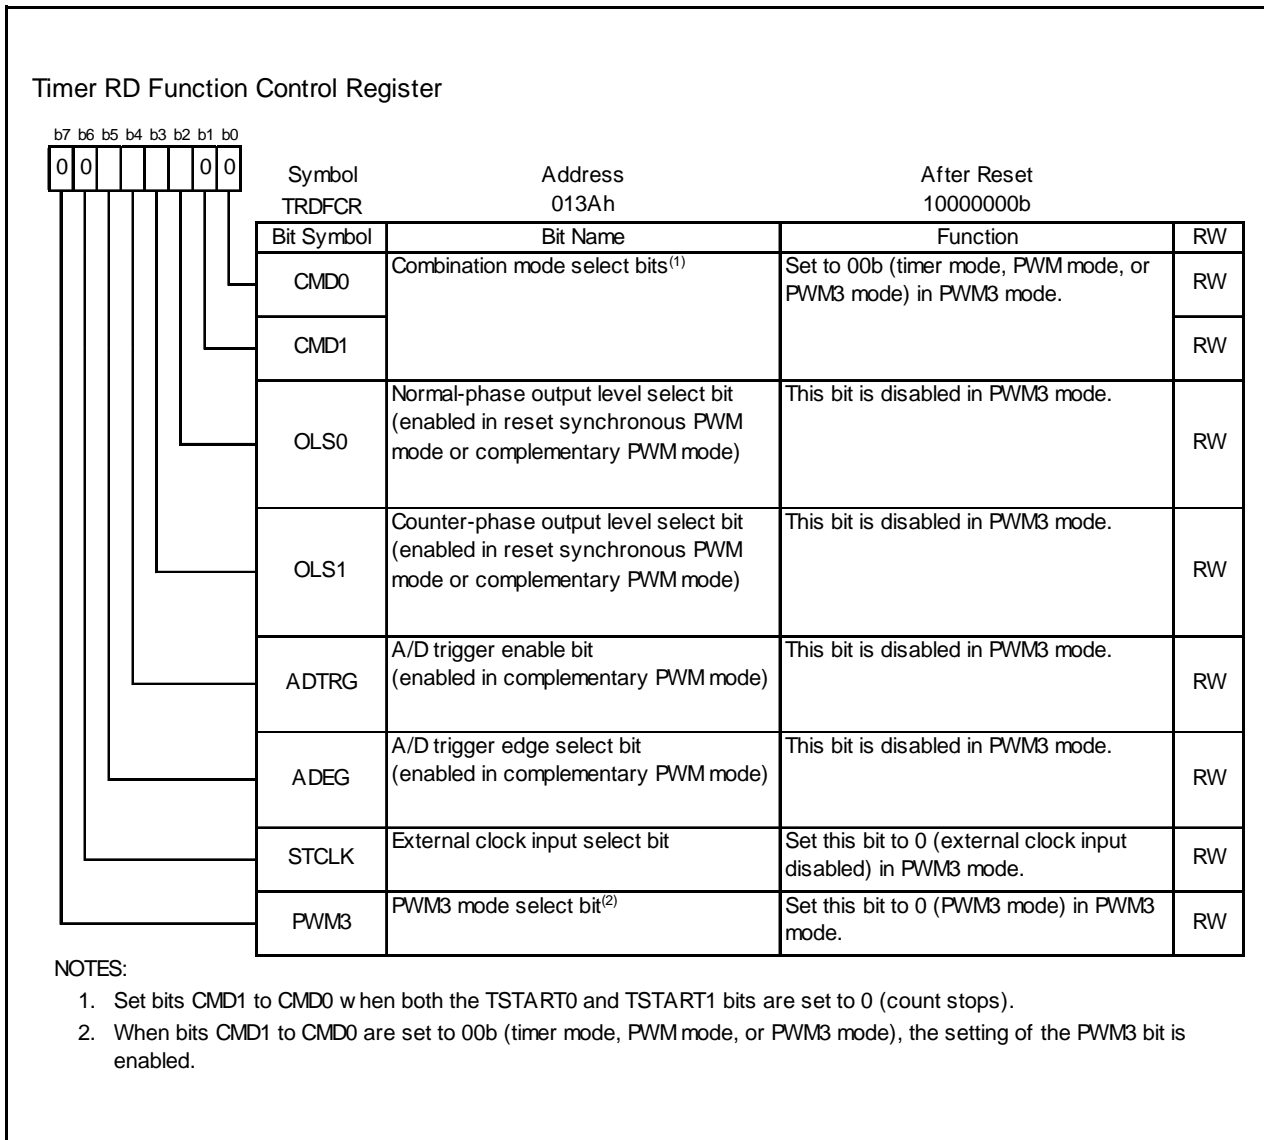 Timer RD Function Control Register
b7 b6 b5 b4 b3 b2 b1 b0
0 0 0 0
Symbol Address After Reset
TRDFCR 013Ah 10000000b
Bit Symbol Bit Name Function RW
CMD0 Combination mode select bits(1) Set to 00b (timer mode, PWM mode, or PWM3 mode) in PWM3 mode. RW
CMD1 RW
OLS0 Normal-phase output level select bit (enabled in reset synchronous PWM mode or complementary PWM mode) This bit is disabled in PWM3 mode. RW
OLS1 Counter-phase output level select bit (enabled in reset synchronous PWM mode or complementary PWM mode) This bit is disabled in PWM3 mode. RW
ADTRG A/D trigger enable bit (enabled in complementary PWM mode) This bit is disabled in PWM3 mode. RW
ADEG A/D trigger edge select bit (enabled in complementary PWM mode) This bit is disabled in PWM3 mode. RW
STCLK External clock input select bit Set this bit to 0 (external clock input disabled) in PWM3 mode. RW
PWM3 PWM3 mode select bit(2) Set this bit to 0 (PWM3 mode) in PWM3 mode. RW
NOTES:
1. Set bits CMD1 to CMD0 when both the TSTART0 and TSTART1 bits are set to 0 (count stops).
2. When bits CMD1 to CMD0 are set to 00b (timer mode, PWM mode, or PWM3 mode), the setting of the PWM3 bit is
enabled.